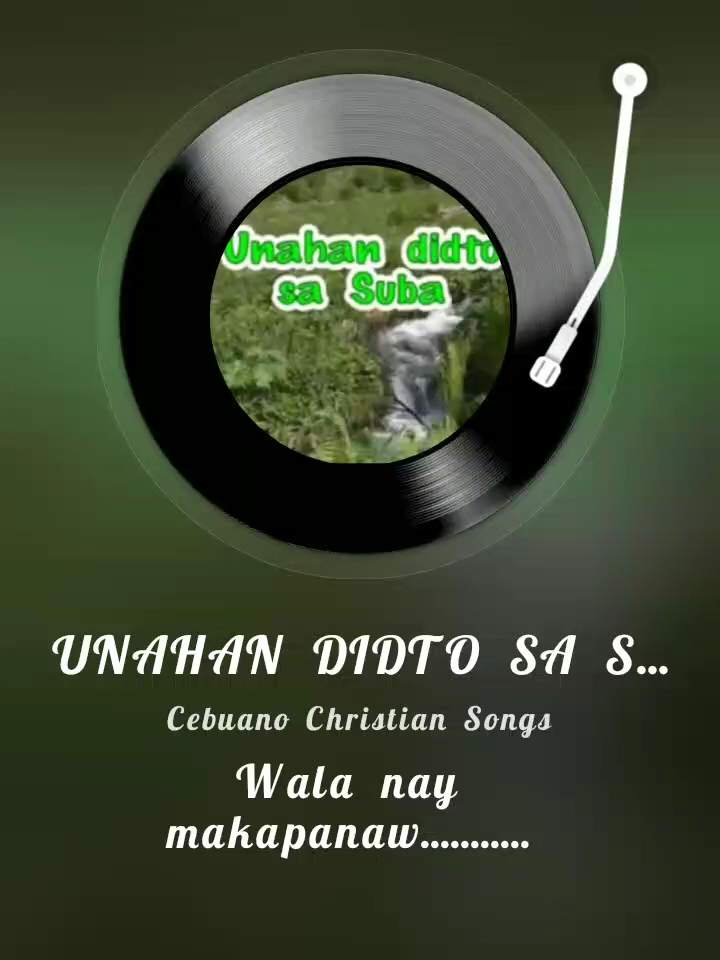 Unahan didto
sa Suba
UNAHAN DIDTO SA S...
Cebuano Christian Songs
Wala nay
makapanaw...........